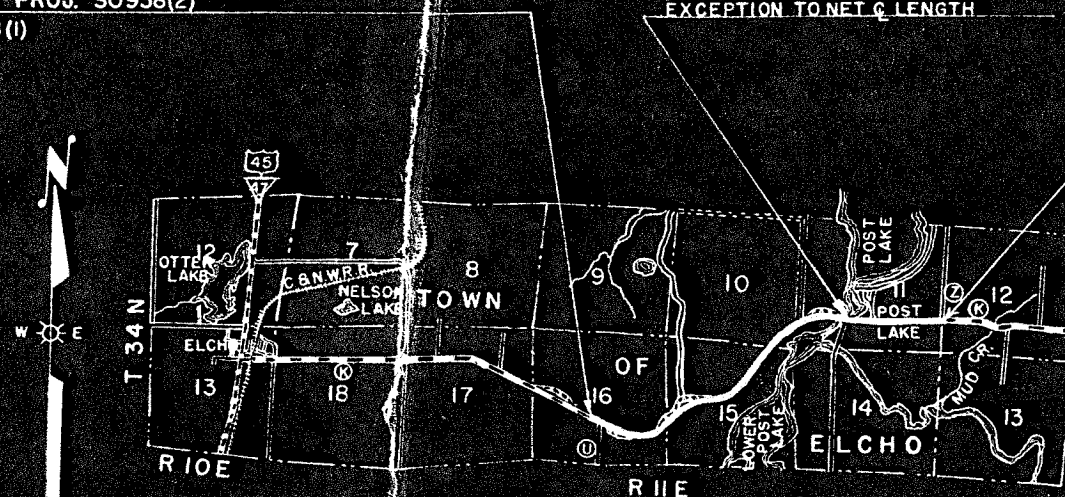 PROJ. S0958(2)
(1)
EXCEPTION TO NET ℄ LENGTH
45
47
W E
T 34 N
12
OTTER
LAKE
7
C & N.W.R.R.
NELSON
LAKE
8
TOWN
9
10
POST
LAKE
11
POST
LAKE
Z
K
12
ELCHO
13
K
18
17
OF
16
U
15
LOWER
POST
LAKE
14
MUD CR.
13
ELCHO
R 10 E
R 11 E